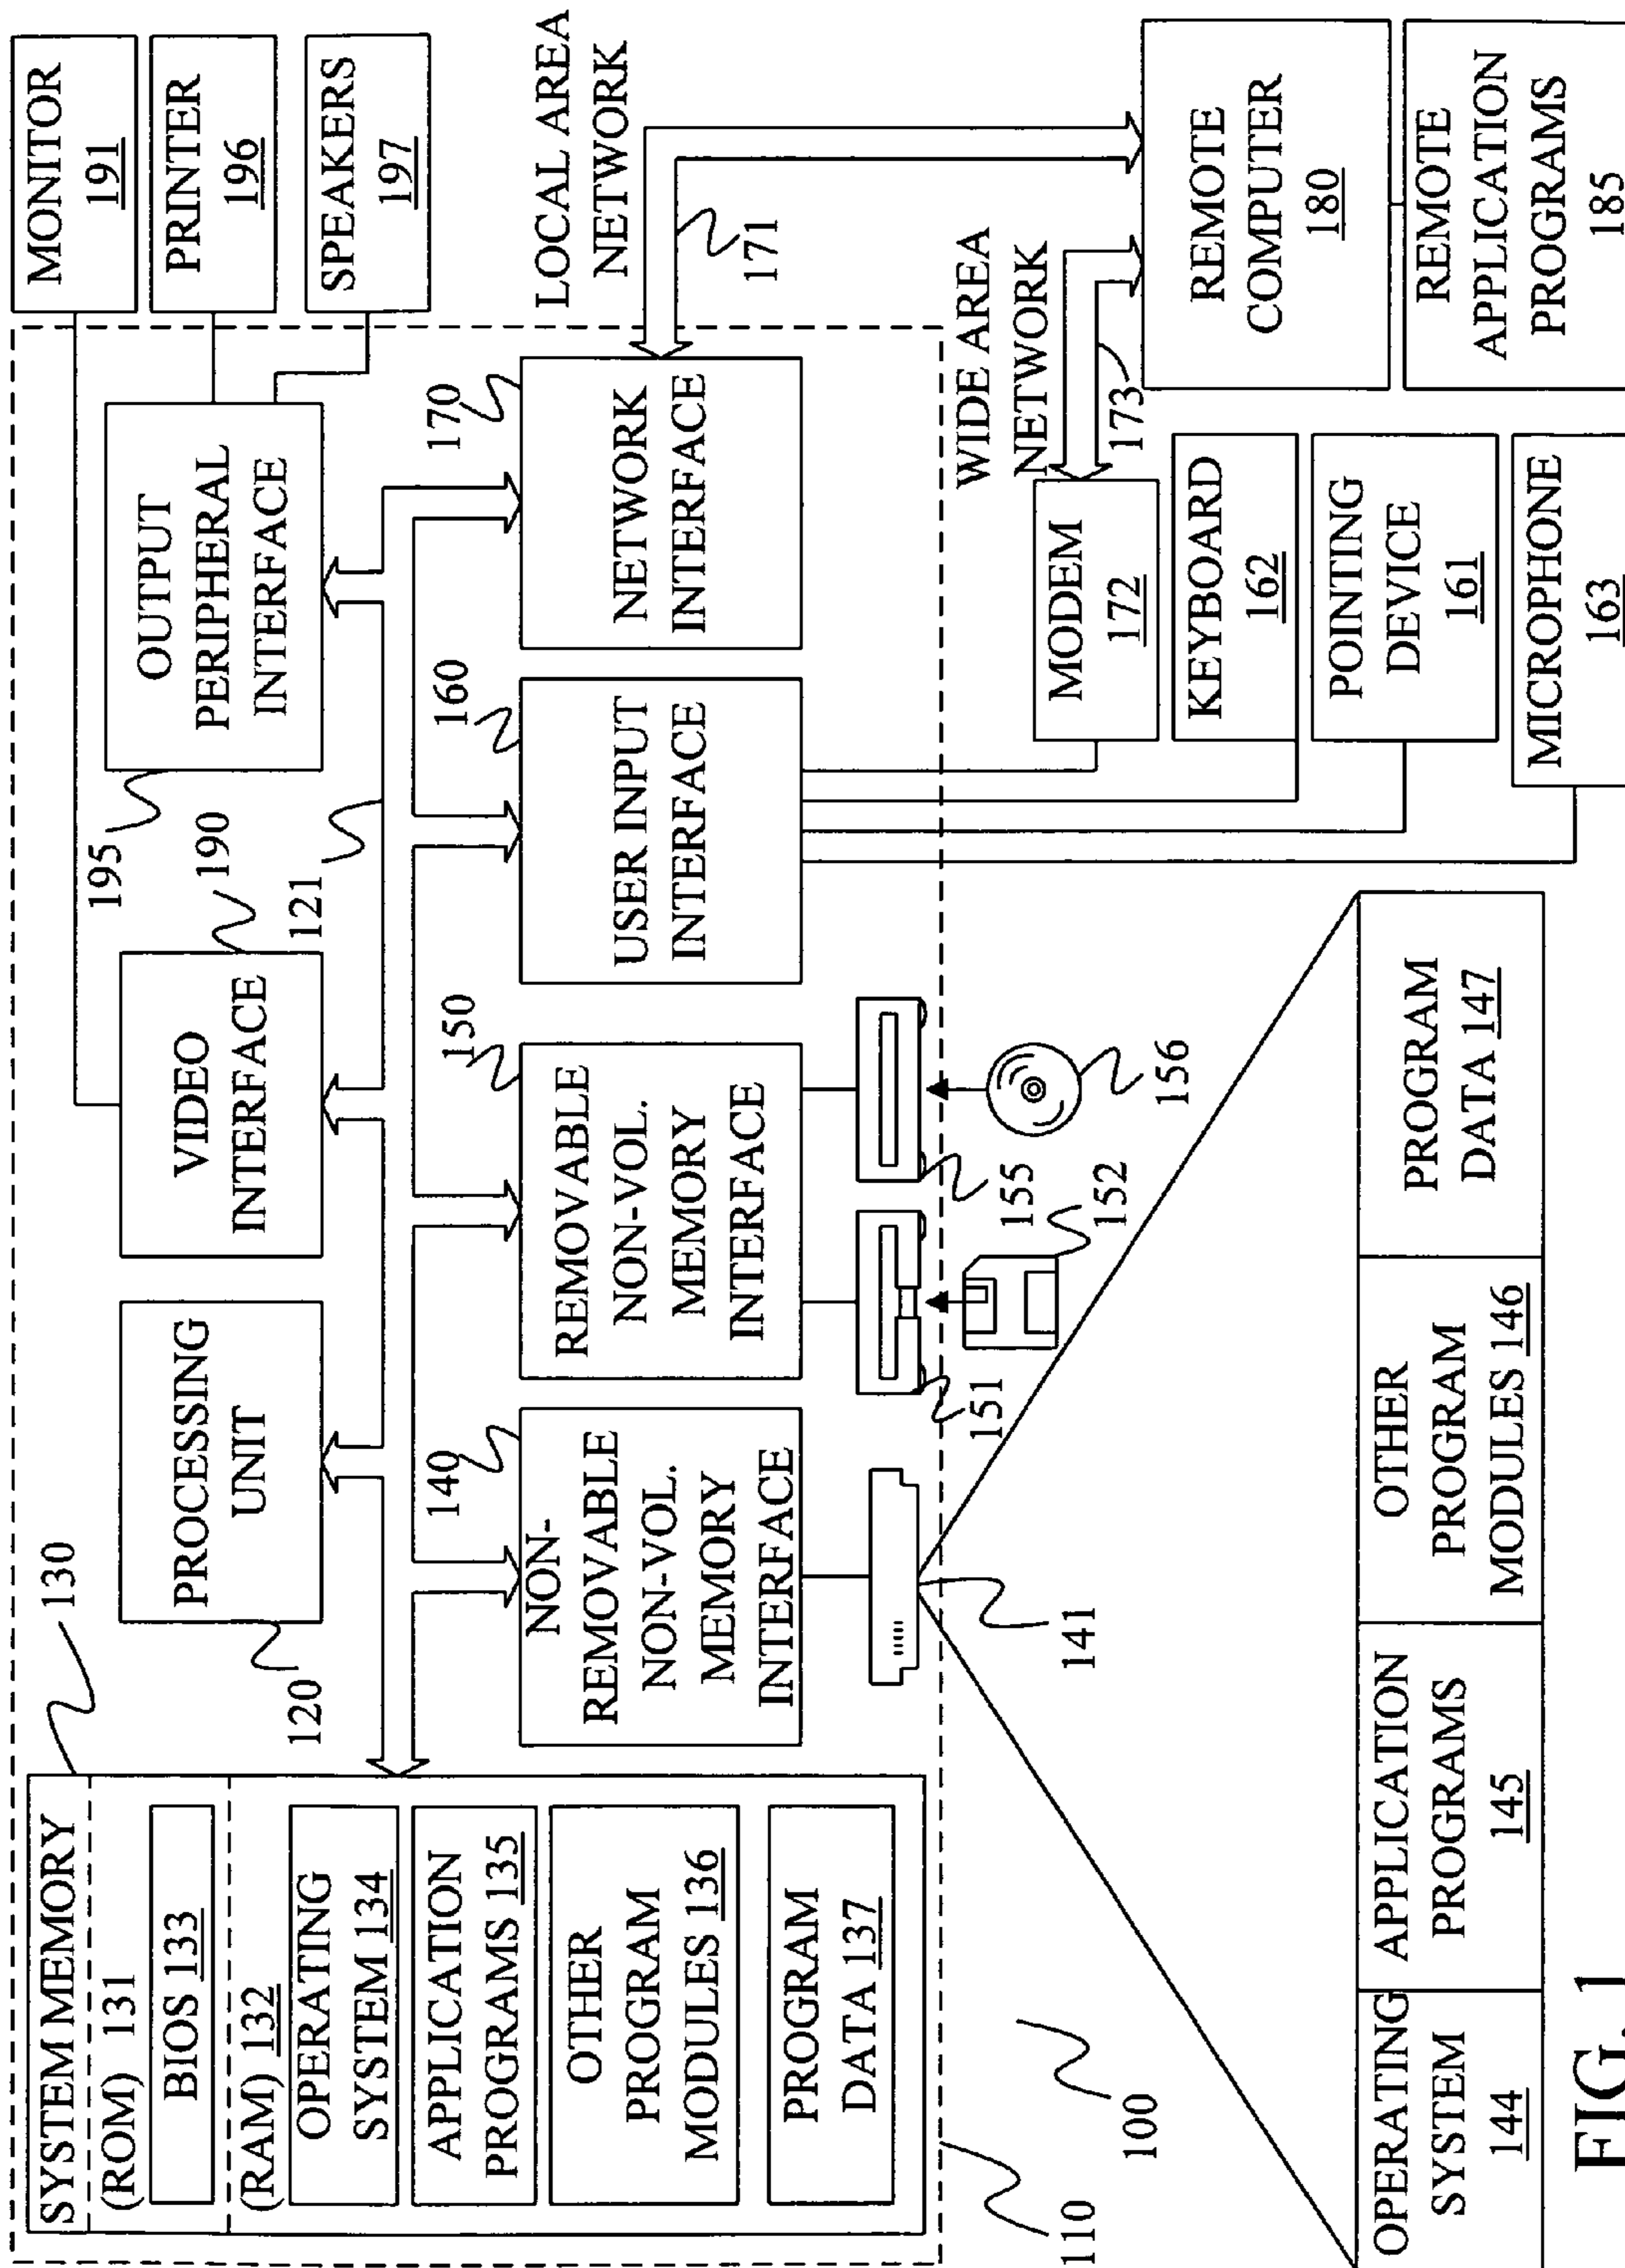 SYSTEM MEMORY
(ROM) 131
BIOS 133
(RAM) 132
OPERATING
SYSTEM 134
APPLICATION
PROGRAMS 135
OTHER
PROGRAM
MODULES 136
PROGRAM
DATA 137
130
PROCESSING
UNIT
120
VIDEO
INTERFACE
190
121
OUTPUT
PERIPHERAL
INTERFACE
195
MONITOR
191
PRINTER
196
SPEAKERS
197
140
NON-
REMOVABLE
NON-VOL.
MEMORY
INTERFACE
150
REMOVABLE
NON-VOL.
MEMORY
INTERFACE
160
USER INPUT
INTERFACE
170
NETWORK
INTERFACE
LOCAL AREA
NETWORK
171
141
151
152
155
156
WIDE AREA
NETWORK
173
MODEM
172
KEYBOARD
162
POINTING
DEVICE
161
MICROPHONE
163
REMOTE
COMPUTER
180
REMOTE
APPLICATION
PROGRAMS
185
110
100
OPERATING
SYSTEM
144
APPLICATION
PROGRAMS
145
OTHER
PROGRAM
MODULES 146
PROGRAM
DATA 147
FIG. 1